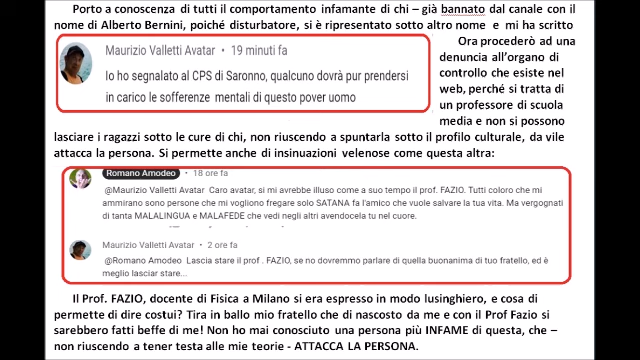 Porto a conoscenza di tutti il comportamento infamante di chi – già bannato dal canale con il
nome di Alberto Bernini, poiché disturbatore, si è ripresentato sotto altro nome e mi ha scritto
Maurizio Valletti Avatar • 19 minuti fa
Io ho segnalato al CPS di Saronno, qualcuno dovrà pur prendersi
in carico le sofferenze mentali di questo pover uomo
Ora procederò ad una
denuncia all'organo di
controllo che esiste nel
web, perché si tratta di
un professore di scuola
media e non si possono
lasciare i ragazzi sotto le cure di chi, non riuscendo a spuntarla sotto il profilo culturale, da vile
attacca la persona. Si permette anche di insinuazioni velenose come questa altra:
Romano Amodeo • 18 ore fa
@Maurizio Valletti Avatar Caro avatar, si mi avrebbe illuso come a suo tempo il prof. FAZIO. Tutti coloro che mi
ammirano sono persone che mi vogliono fregare solo SATANA fa l'amico che vuole salvare la tua vita. Ma vergognati
di tanta MALALINGUA e MALAFEDE che vedi negli altri avendocela tu nel cuore.
Maurizio Valletti Avatar • 2 ore fa
@Romano Amodeo Lascia stare il prof . FAZIO, se no dovremmo parlare di quella buonanima di tuo fratello, ed è
meglio lasciar stare...
Il Prof. FAZIO, docente di Fisica a Milano si era espresso in modo lusinghiero, e cosa di
permette di dire costui? Tira in ballo mio fratello che di nascosto da me e con il Prof Fazio si
sarebbero fatti beffe di me! Non ho mai conosciuto una persona più INFAME di questa, che –
non riuscendo a tener testa alle mie teorie - ATTACCA LA PERSONA.